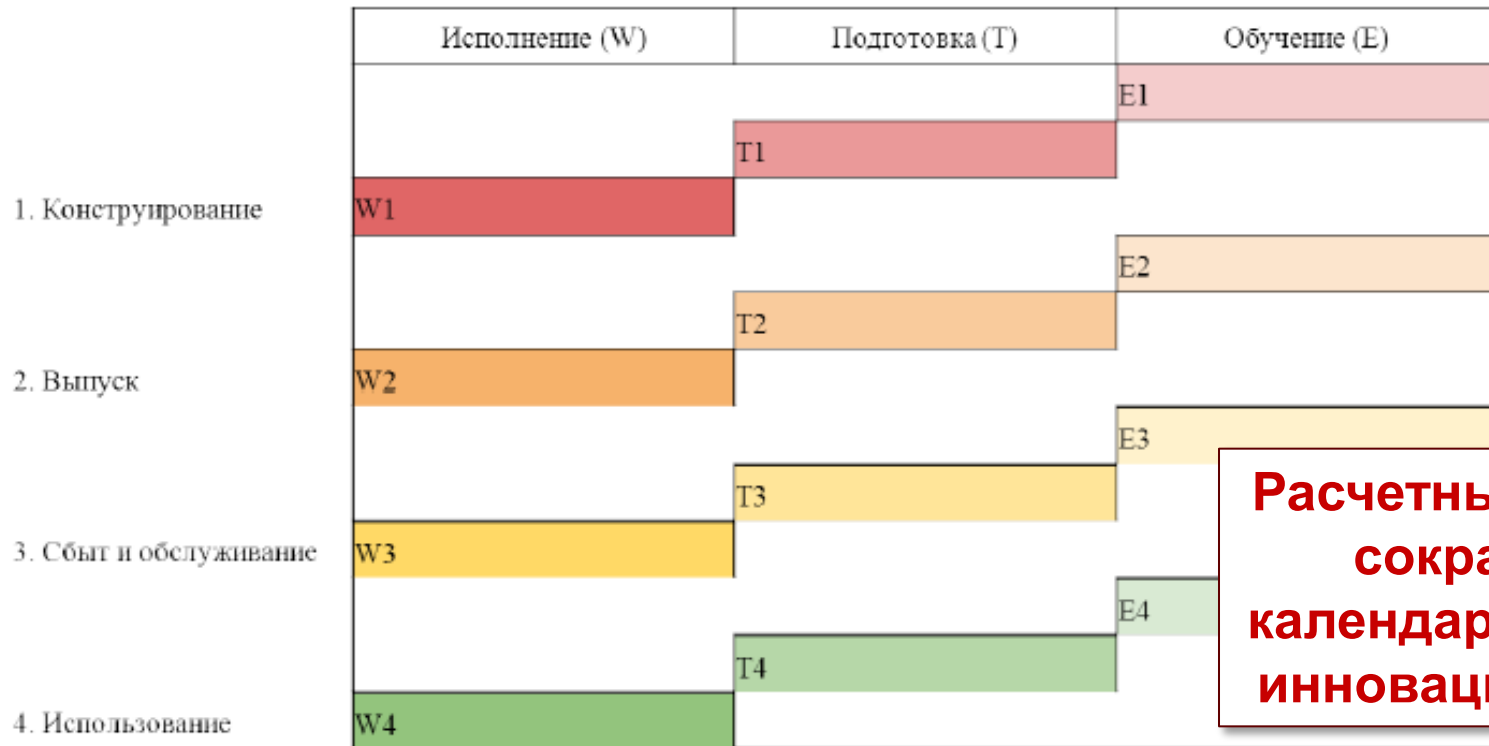 Исполнение (W) Подготовка (T) Обучение (E)
E1
T1
1. Конструирование W1
E2
T2
2. Выпуск W2
E3
T3
3. Сбыт и обслуживание W3
E4
T4
4. Использование W4